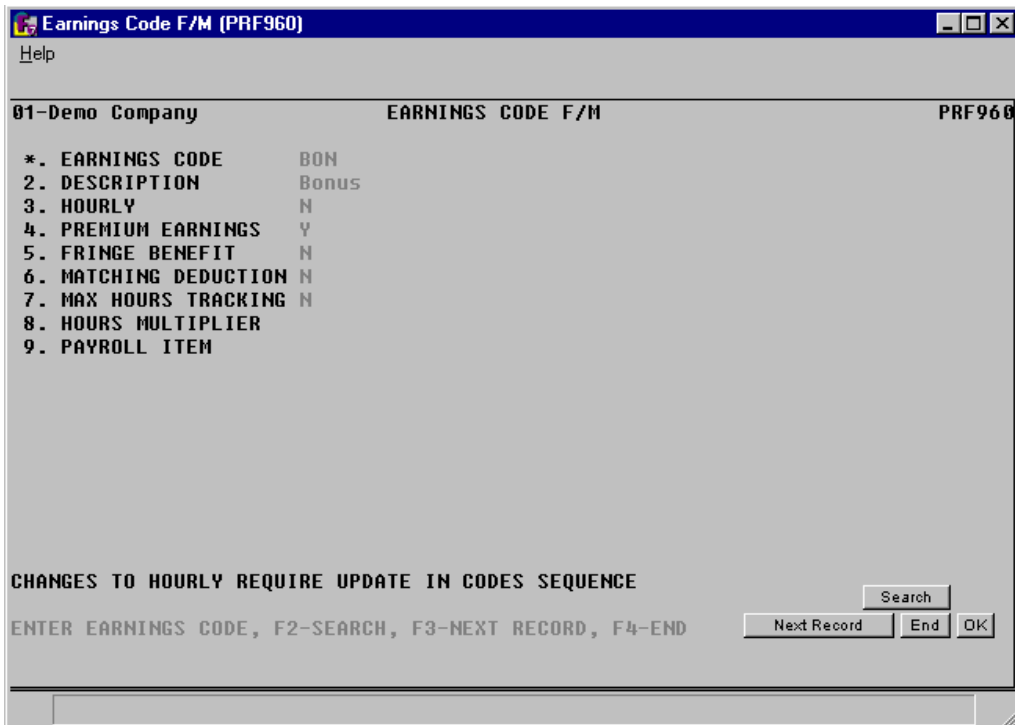 Earnings Code F/M (PRF960)
Help
01-Demo Company EARNINGS CODE F/M PRF960
*. EARNINGS CODE BON
2. DESCRIPTION Bonus
3. HOURLY N
4. PREMIUM EARNINGS Y
5. FRINGE BENEFIT N
6. MATCHING DEDUCTION N
7. MAX HOURS TRACKING N
8. HOURS MULTIPLIER
9. PAYROLL ITEM
CHANGES TO HOURLY REQUIRE UPDATE IN CODES SEQUENCE
Search
ENTER EARNINGS CODE, F2-SEARCH, F3-NEXT RECORD, F4-END Next Record End OK